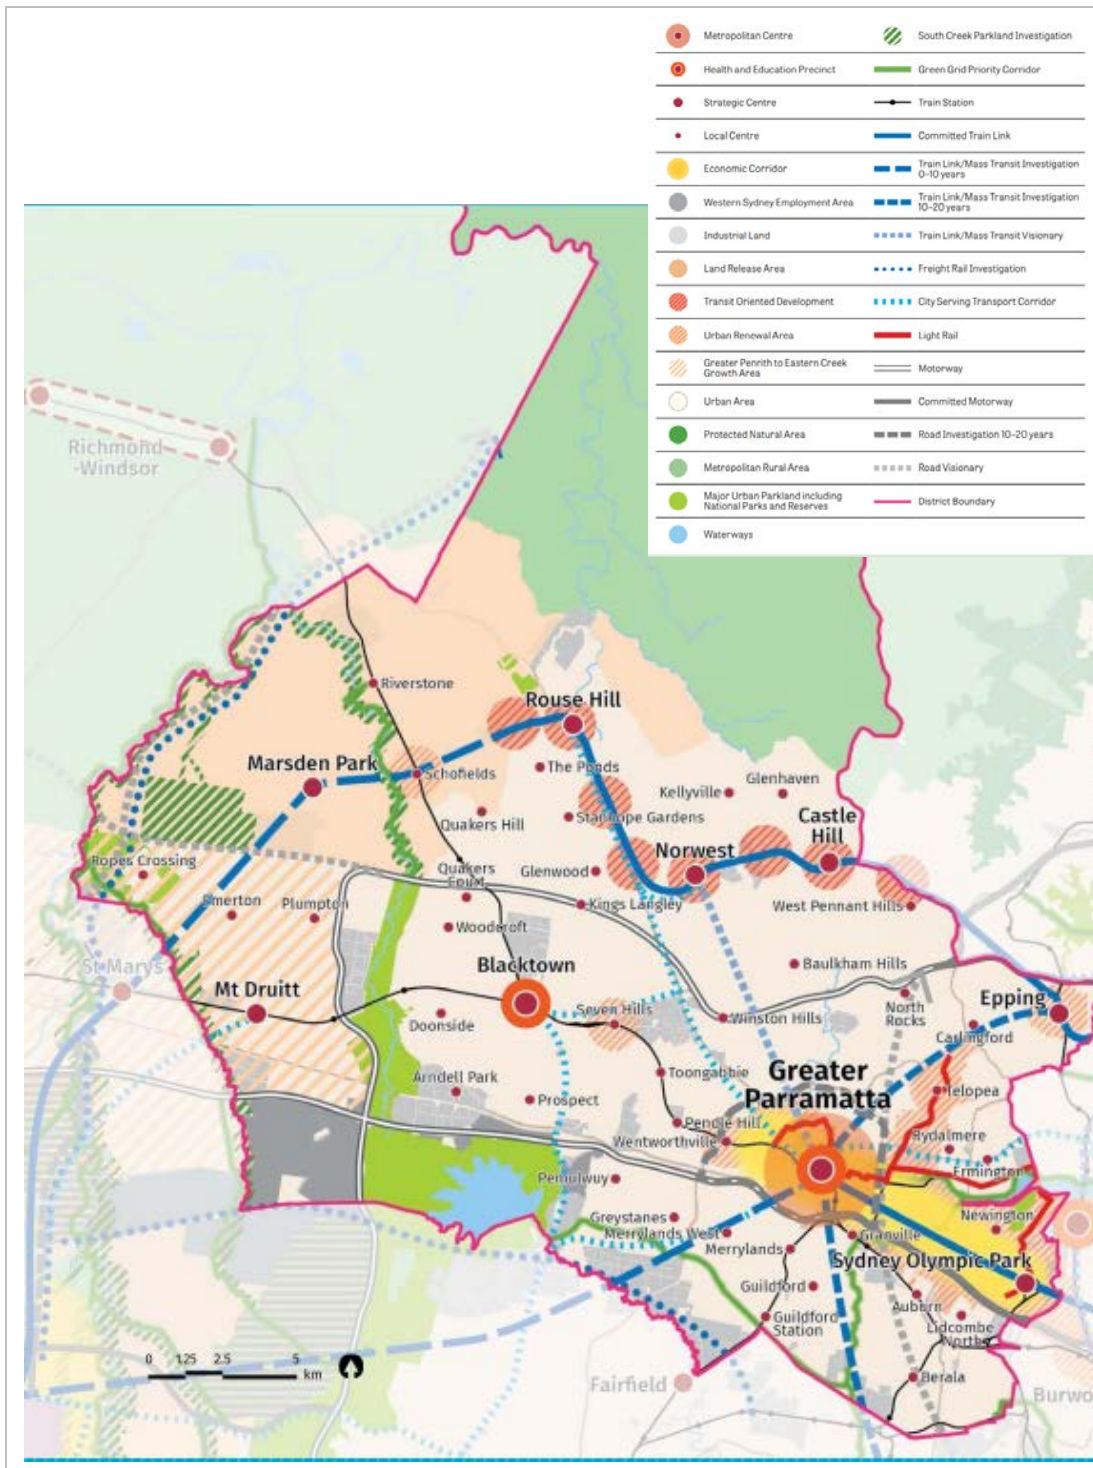 Metropolitan Centre
South Creek Parkland Investigation
Health and Education Precinct
Green Grid Priority Corridor
Strategic Centre
Train Station
Local Centre
Committed Train Link
Economic Corridor
Train Link/Mass Transit Investigation
0-10 years
Western Sydney Employment Area
Train Link/Mass Transit Investigation
10-20 years
Industrial Land
Train Link/Mass Transit Visionary
Land Release Area
Freight Rail Investigation
Transit Oriented Development
City Serving Transport Corridor
Urban Renewal Area
Light Rail
Greater Penrith to Eastern Creek
Growth Area
Motorway
Urban Area
Committed Motorway
Protected Natural Area
Road Investigation 10-20 years
Metropolitan Rural Area
Road Visionary
Major Urban Parkland including
National Parks and Reserves
District Boundary
Waterways
Richmond
-Windsor
Riverstone
Rouse Hill
Marsden Park
Schofields
The Ponds
Glenhaven
Kellyville
Quakers Hill
Stanhope Gardens
Castle
Hill
Norwest
Ropes Crossing
Quakers
Court
Glenwood
Emerton
Plumpton
Kings Langley
West Pennant Hills
Woodcroft
St Marys
Blacktown
Baulkham Hills
Mt Druitt
Doonside
Seven Hills
Winston Hills
North
Rocks
Epping
Carlingford
Arndell Park
Toongabbie
Greater
Parramatta
Telopea
Prospect
Pendle Hill
Wentworthville
Rydalmere
Ermington
Pemulwuy
Greystanes
Merrylands West
Merrylands
Newington
Granville
Sydney Olympic Park
Guildford
Auburn
Guildford
Station
Lidcombe
North
Berala
Fairfield
Burwo
0 1.25 2.5 5
km